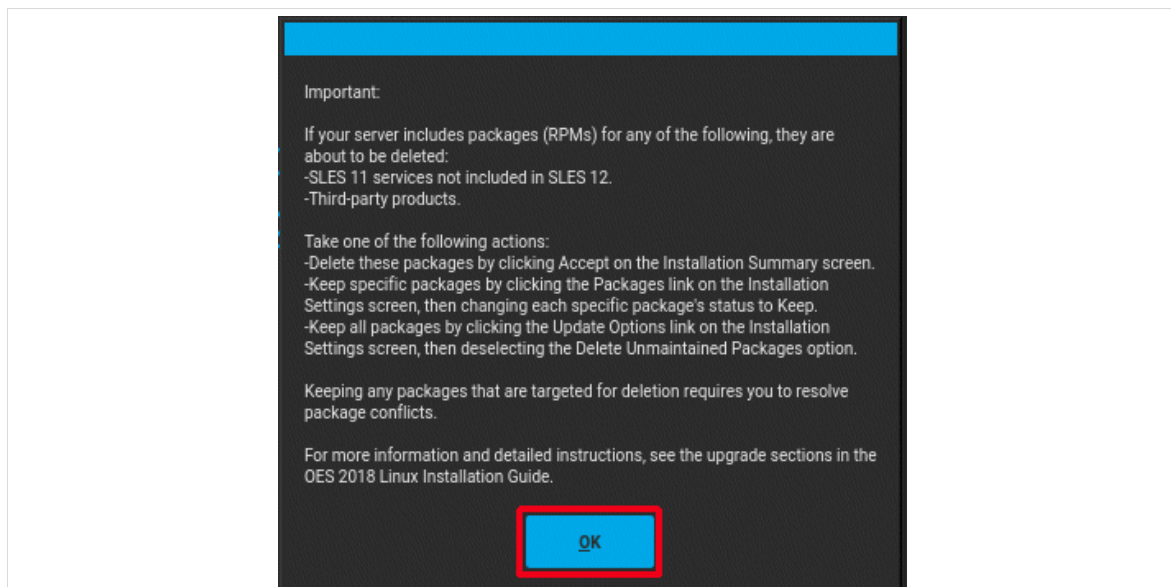 Important:
If your server includes packages (RPMs) for any of the following, they are
about to be deleted:
-SLES 11 services not included in SLES 12.
-Third-party products.
Take one of the following actions:
-Delete these packages by clicking Accept on the Installation Summary screen.
-Keep specific packages by clicking the Packages link on the Installation
Settings screen, then changing each specific package's status to Keep.
-Keep all packages by clicking the Update Options link on the Installation
Settings screen, then deselecting the Delete Unmaintained Packages option.
Keeping any packages that are targeted for deletion requires you to resolve
package conflicts.
For more information and detailed instructions, see the upgrade sections in the
OES 2018 Linux Installation Guide.
OK